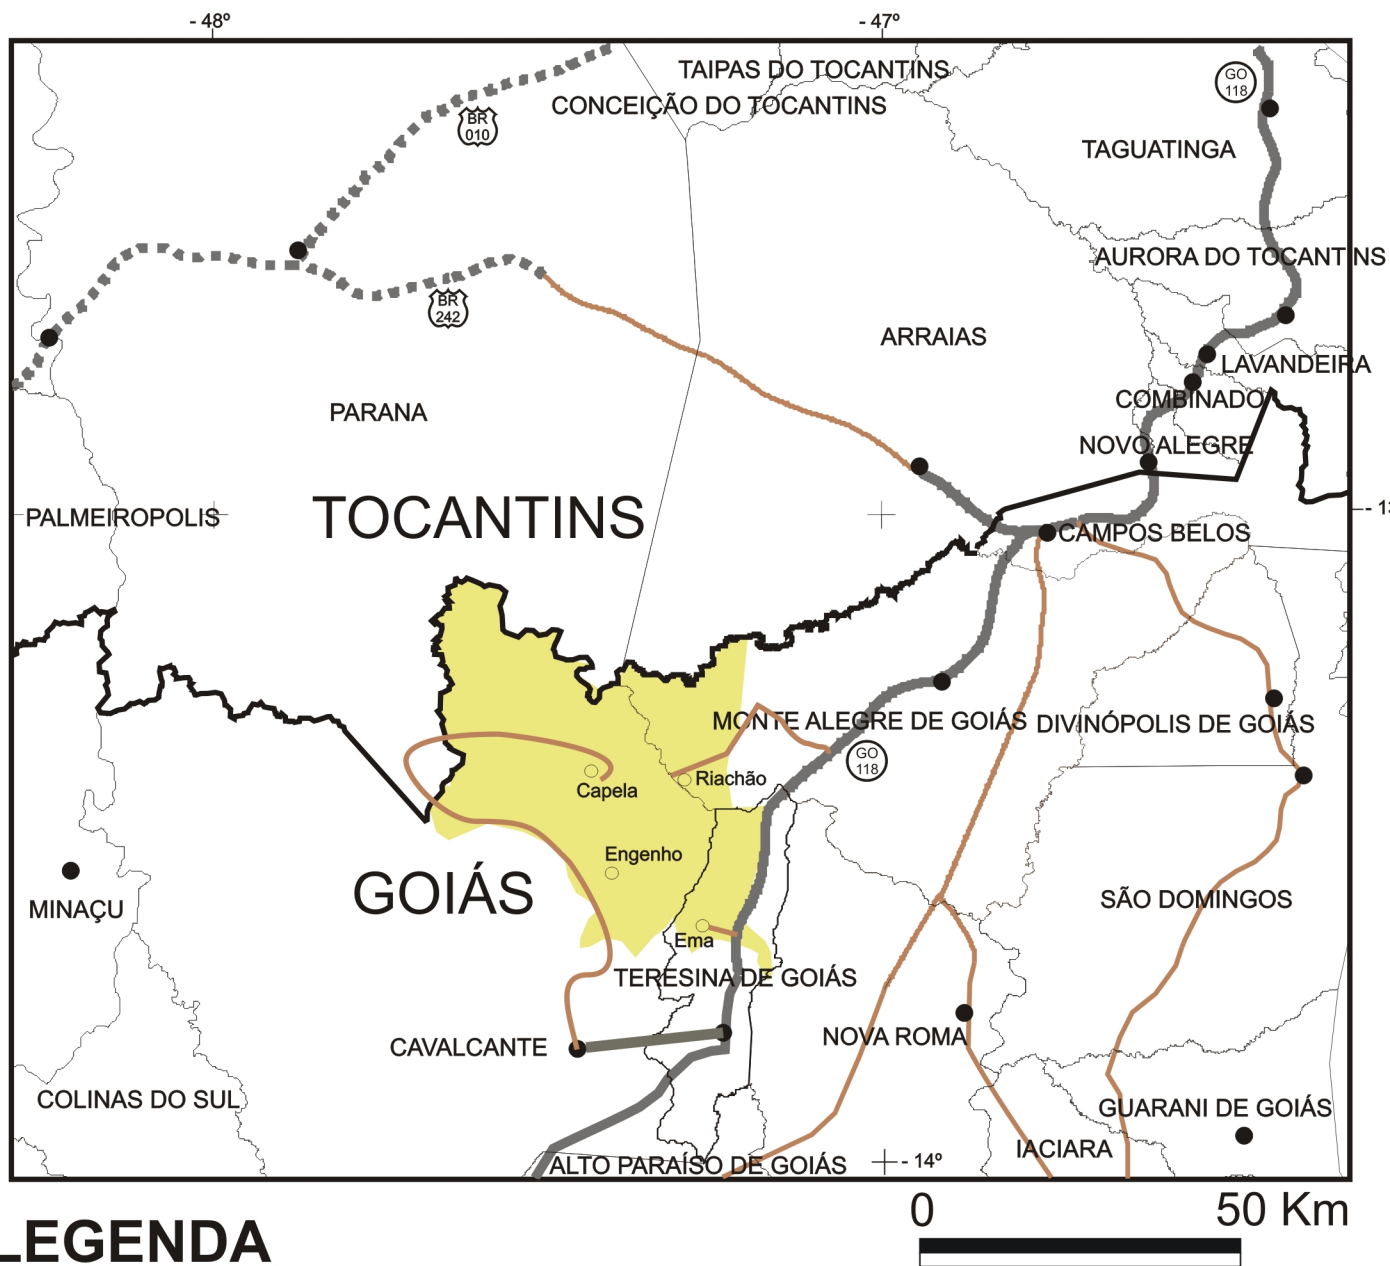 - 48º
- 47º
TAIPAS DO TOCANTINS
CONCEIÇÃO DO TOCANTINS
GO
118
BR
010
TAGUATINGA
AURORA DO TOCANTINS
BR
242
ARRAIAS
LAVANDEIRA
COMBINADO
PARANA
NOVO ALEGRE
TOCANTINS
PALMEIROPOLIS
- 13
CAMPOS BELOS
MONTE ALEGRE DE GOIÁS
DIVINÓPOLIS DE GOIÁS
GO
118
Riachão
Capela
Engenho
GOIÁS
MINAÇU
SÃO DOMINGOS
Ema
TERESINA DE GOIÁS
NOVA ROMA
CAVALCANTE
COLINAS DO SUL
GUARANI DE GOIÁS
IACIARA
ALTO PARAÍSO DE GOIÁS
- 14º
0 50 Km
LEGENDA